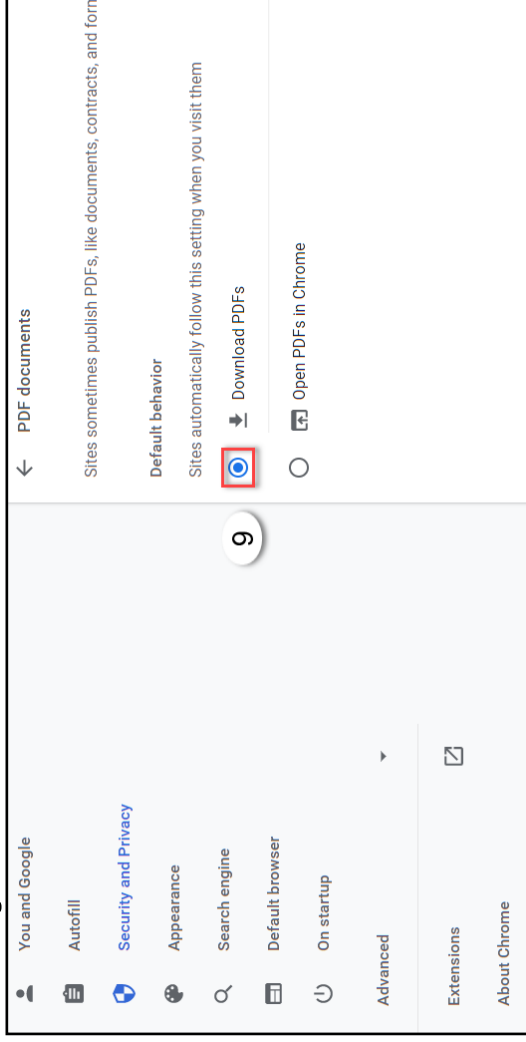 You and Google
Autofill
Security and Privacy
Appearance
Search engine
Default browser
On startup
Advanced
Extensions
About Chrome
PDF documents
Sites sometimes publish PDFs, like documents, contracts, and forn
Default behavior
Sites automatically follow this setting when you visit them
9
Download PDFs
Open PDFs in Chrome